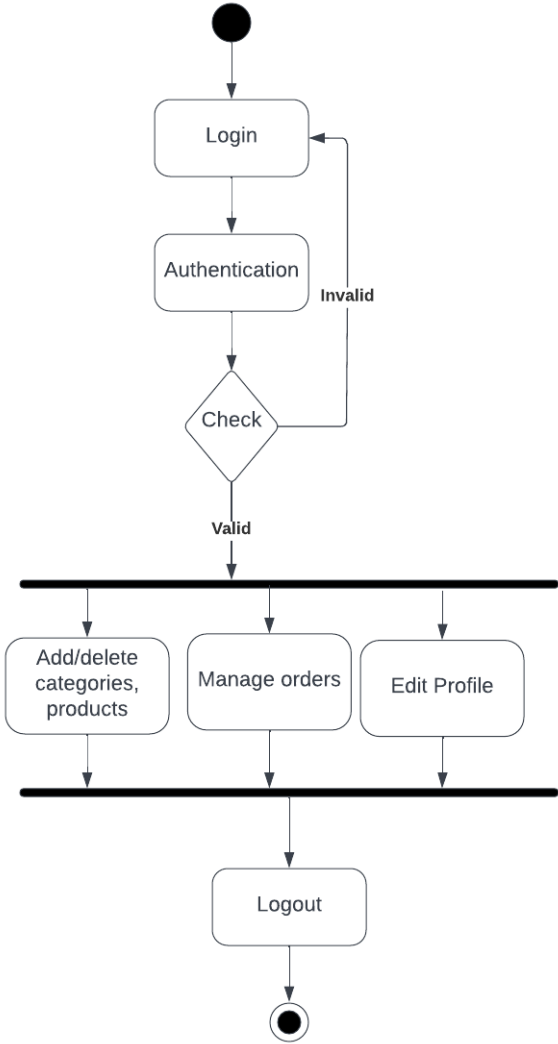 Login
Authentication
Invalid
Check
Valid
Add/delete
categories,
products
Manage orders
Edit Profile
Logout